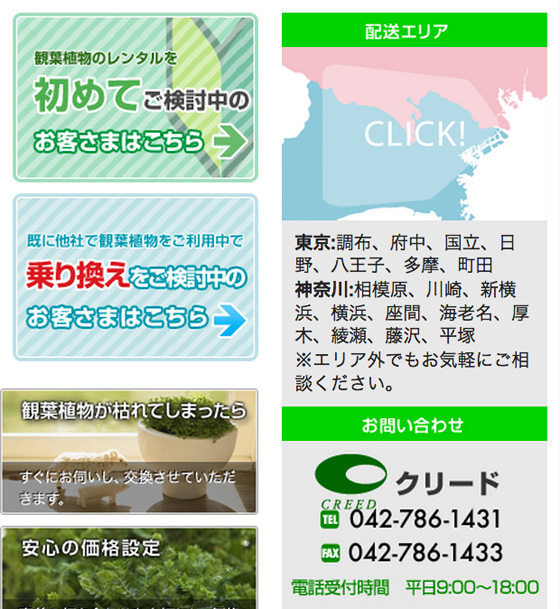 観葉植物のレンタルを
初めてご検討中の
お客さまはこちら
既に他社で観葉植物をご利用中で
乗り換えをご検討中の
お客さまはこちら
観葉植物が枯れてしまったら
すぐにお伺いし、交換させていただ
きます。
安心の価格設定
配送エリア
CLICK!
東京:調布、府中、国立、日
野、八王子、多摩、町田
神奈川:相模原、川崎、新横
浜、横浜、座間、海老名、厚
木、綾瀬、藤沢、平塚
※エリア外でもお気軽にご相
談ください。
お問い合わせ
CREED クリード
TEL 042-786-1431
FAX 042-786-1433
電話受付時間 平日9:00〜18:00